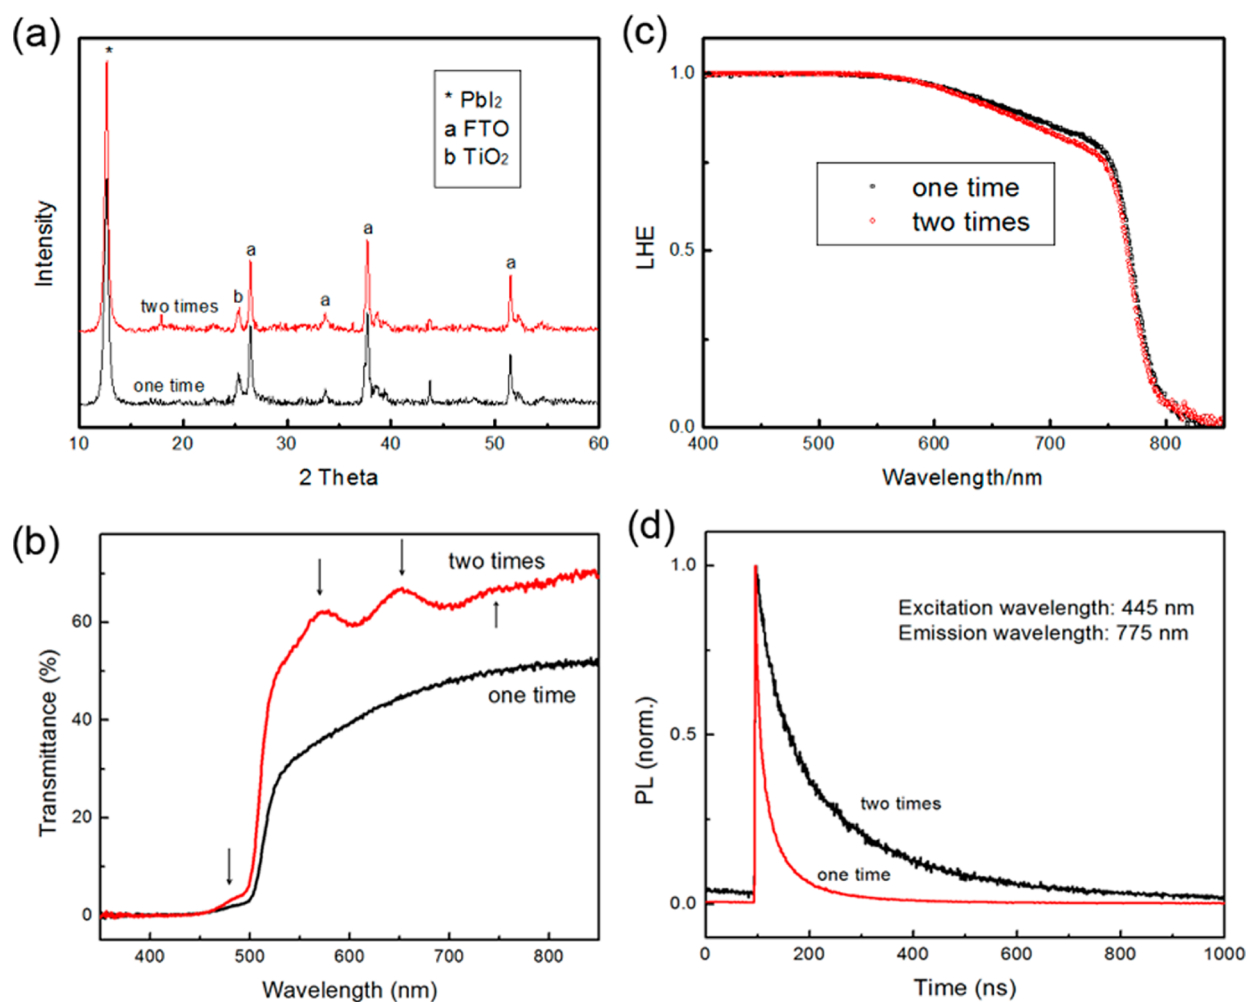 (a)
*
* PbI2
a FTO
b TiO2
Intensity
two times
b
a
a
a
a
one time
10 20 30 40 50 60
2 Theta
(c)
1.0
0.5
0.0
LHE
one time
two times
400 500 600 700 800
Wavelength/nm
(b)
60
40
20
0
Transmittance (%)
two times
one time
400 500 600 700 800
Wavelength (nm)
(d)
1.0
0.5
0.0
PL (norm.)
Excitation wavelength: 445 nm
Emission wavelength: 775 nm
two times
one time
0 200 400 600 800 1000
Time (ns)